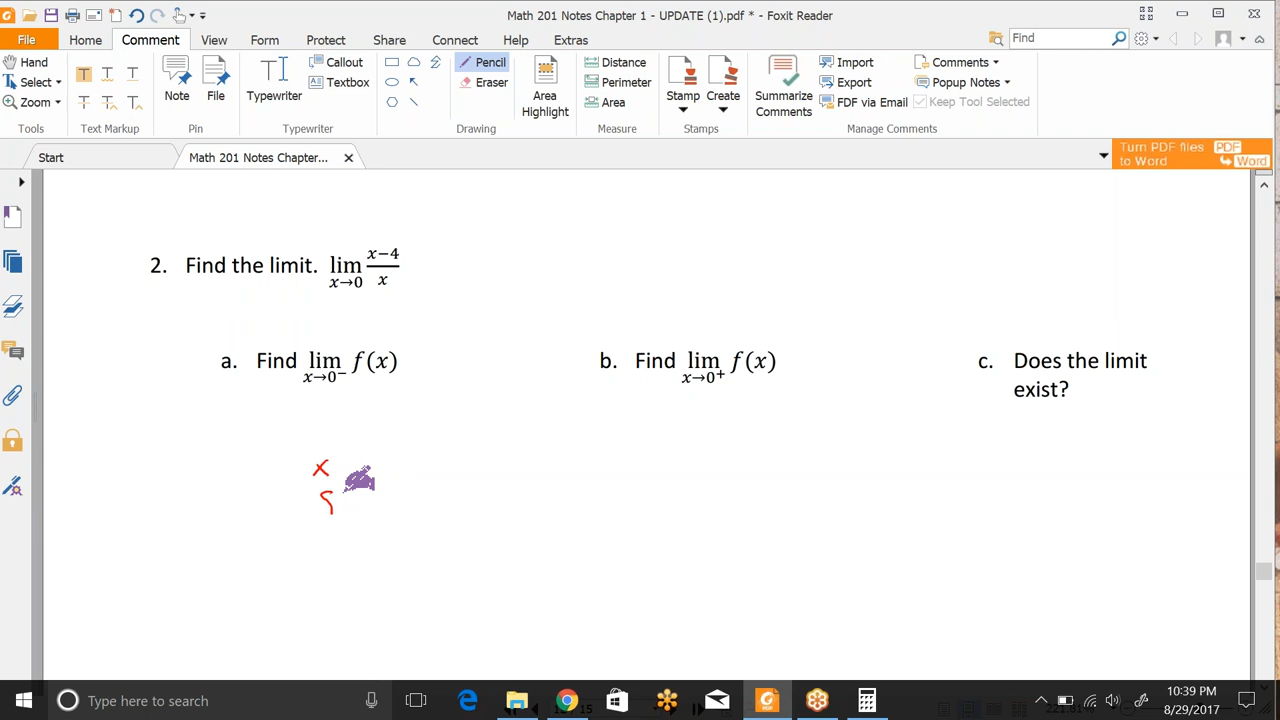 Math 201 Notes Chapter 1 - UPDATE (1).pdf * - Foxit Reader
File Home Comment View Form Protect Share Connect Help Extras Find
Hand Select Zoom Tools
T T T T T T Text Markup
Note File Pin
Typewriter Callout Textbox Typewriter
Pencil Eraser Area Highlight Drawing
Distance Perimeter Area Measure
Stamp Create Stamps
Summarize Comments Import Export FDF via Email Comments Popup Notes Keep Tool Selected Manage Comments
Start Math 201 Notes Chapter... Turn PDF files to Word PDF Word
2. Find the limit. lim x→0 x−4/x
a. Find lim x→0− f(x)
b. Find lim x→0+ f(x)
c. Does the limit
exist?
x
Type here to search
10:39 PM
8/29/2017